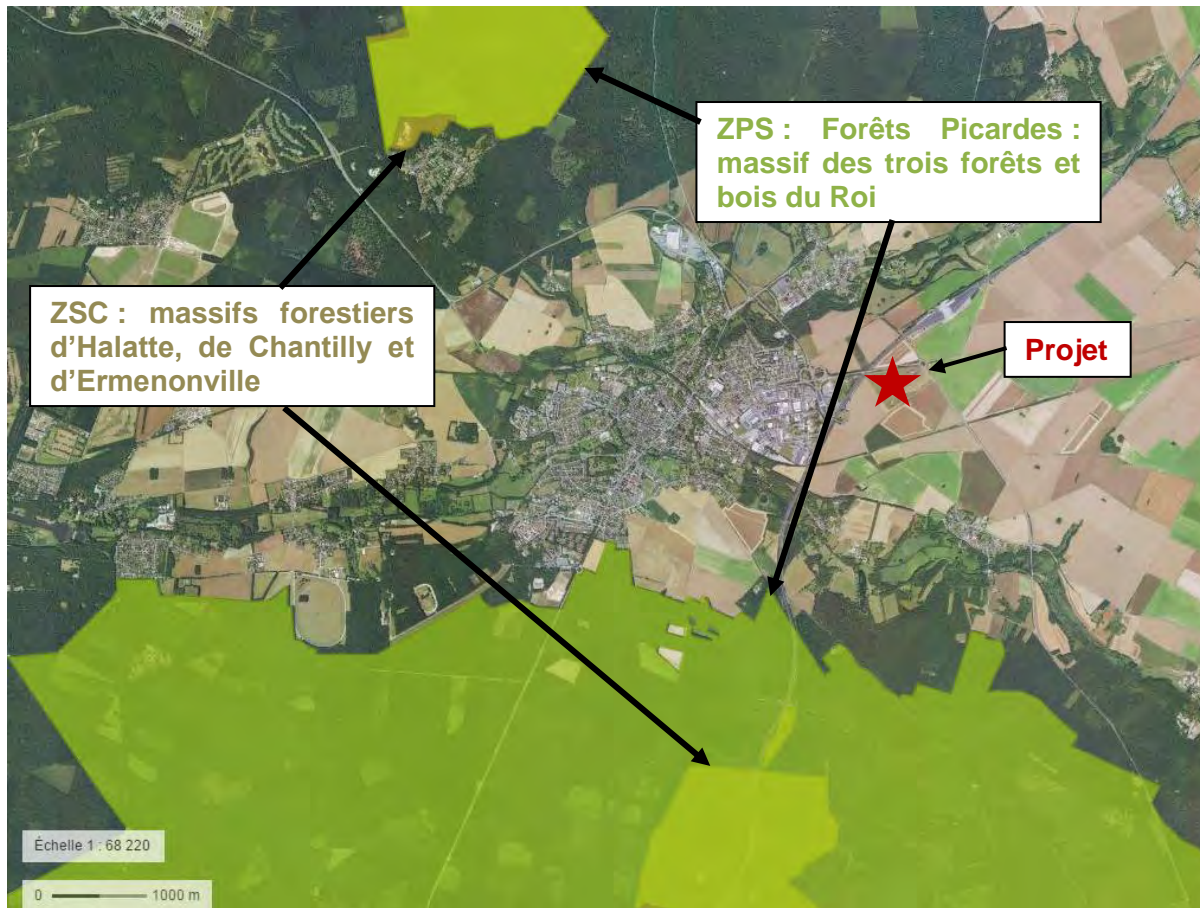 ZPS : Forêts Picardes :
massif des trois forêts et
bois du Roi
ZSC : massifs forestiers
d’Halatte, de Chantilly et
d’Ermenonville
Projet
Échelle 1 : 68 220
0 1000 m